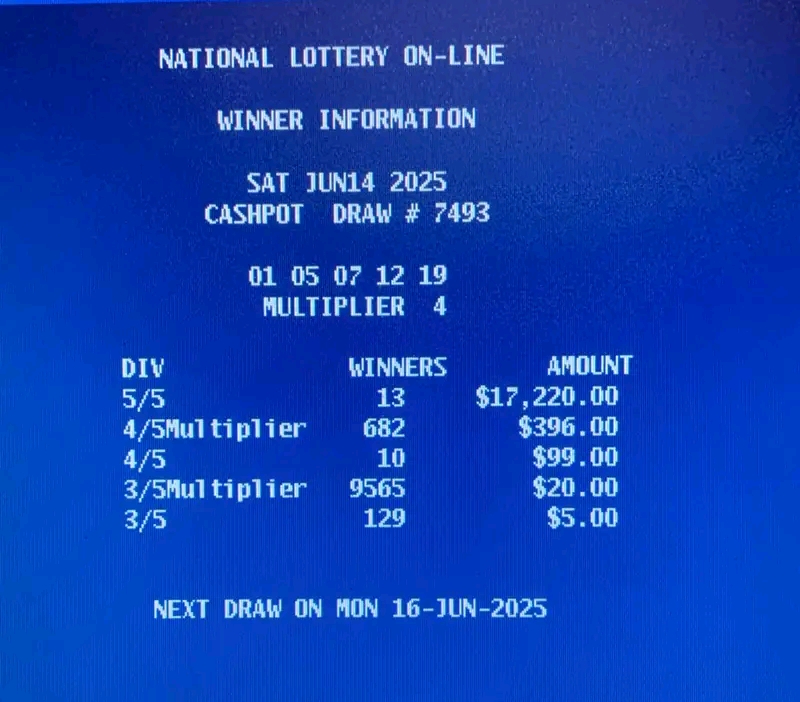 NATIONAL LOTTERY ON-LINE
WINNER INFORMATION
SAT JUN14 2025
CASHPOT DRAW # 7493
01 05 07 12 19
MULTIPLIER 4
DIV WINNERS AMOUNT
5/5 13 $17,220.00
4/5Multiplier 682 $396.00
4/5 10 $99.00
3/5Multiplier 9565 $20.00
3/5 129 $5.00
NEXT DRAW ON MON 16-JUN-2025